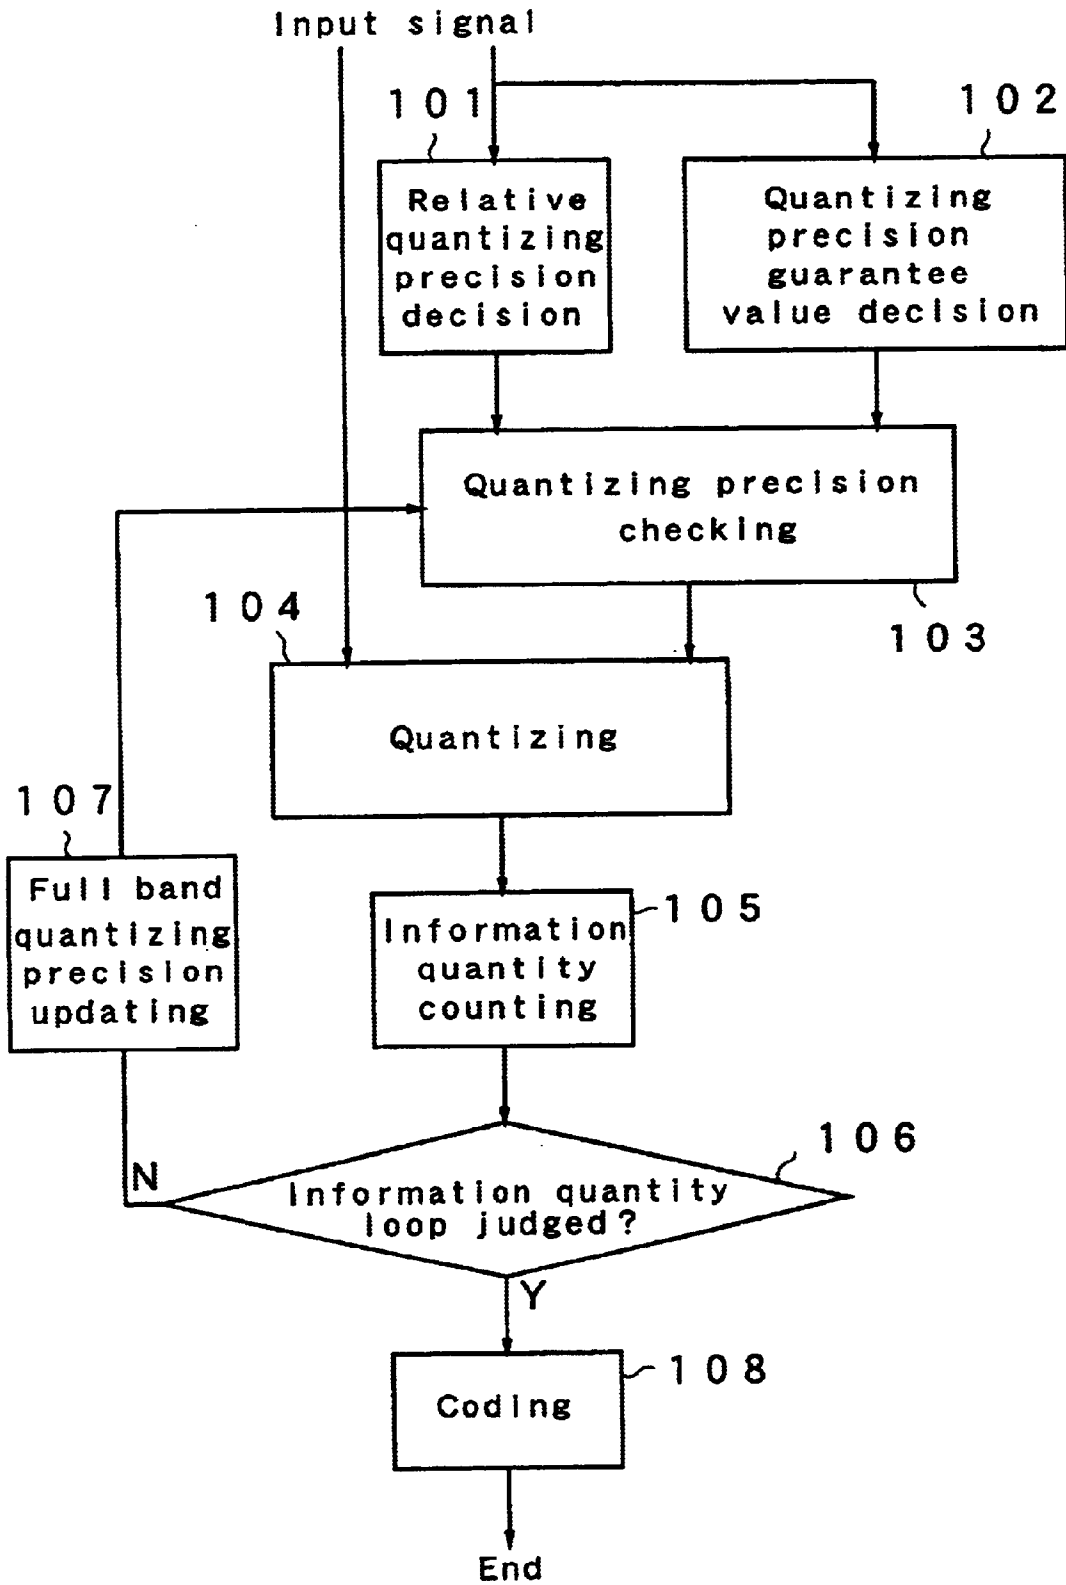 Input signal
101
102
Relative
quantizing
precision
decision
Quantizing
precision
guarantee
value decision
Quantizing precision
checking
103
104
Quantizing
107
Full band
quantizing
precision
updating
105
Information
quantity
counting
106
N
Information quantity
loop judged?
Y
108
Coding
End